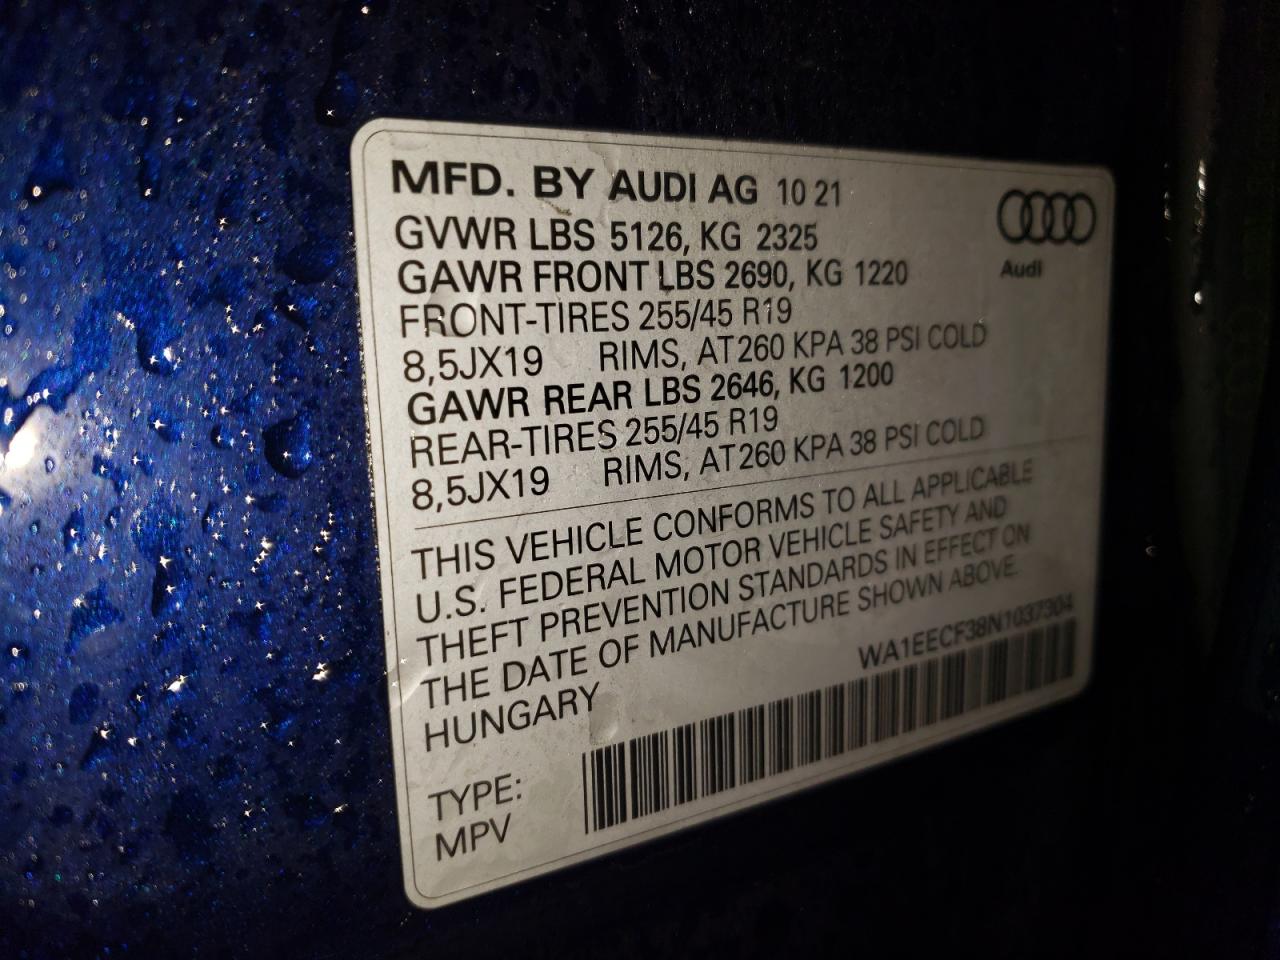 MFD. BY AUDI AG 10 21
GVWR LBS 5126, KG 2325
GAWR FRONT LBS 2690, KG 1220
FRONT-TIRES 255/45 R19
8,5JX19 RIMS, AT260 KPA 38 PSI COLD
GAWR REAR LBS 2646, KG 1200
REAR-TIRES 255/45 R19
8,5JX19 RIMS, AT260 KPA 38 PSI COLD
Audi
THIS VEHICLE CONFORMS TO ALL APPLICABLE
U.S. FEDERAL MOTOR VEHICLE SAFETY AND
THEFT PREVENTION STANDARDS IN EFFECT ON
THE DATE OF MANUFACTURE SHOWN ABOVE.
HUNGARY
WA1EECF38N1037304
TYPE:
MPV